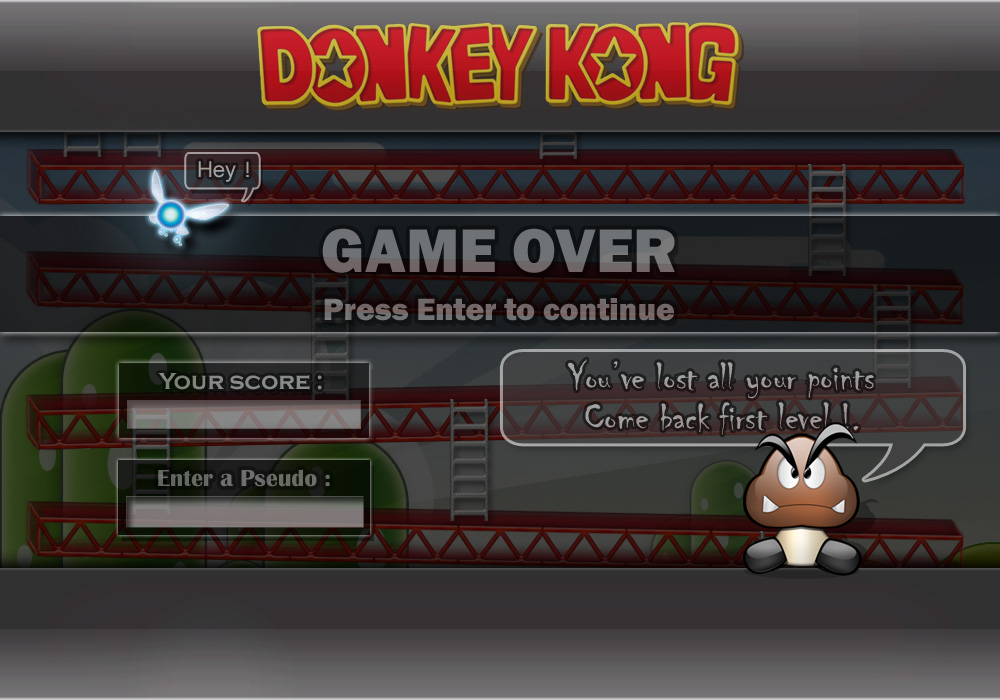 DONKEY KONG
Hey !
GAME OVER
Press Enter to continue
YOUR SCORE :
You've lost all your points
Come back first level !.
Enter a Pseudo :